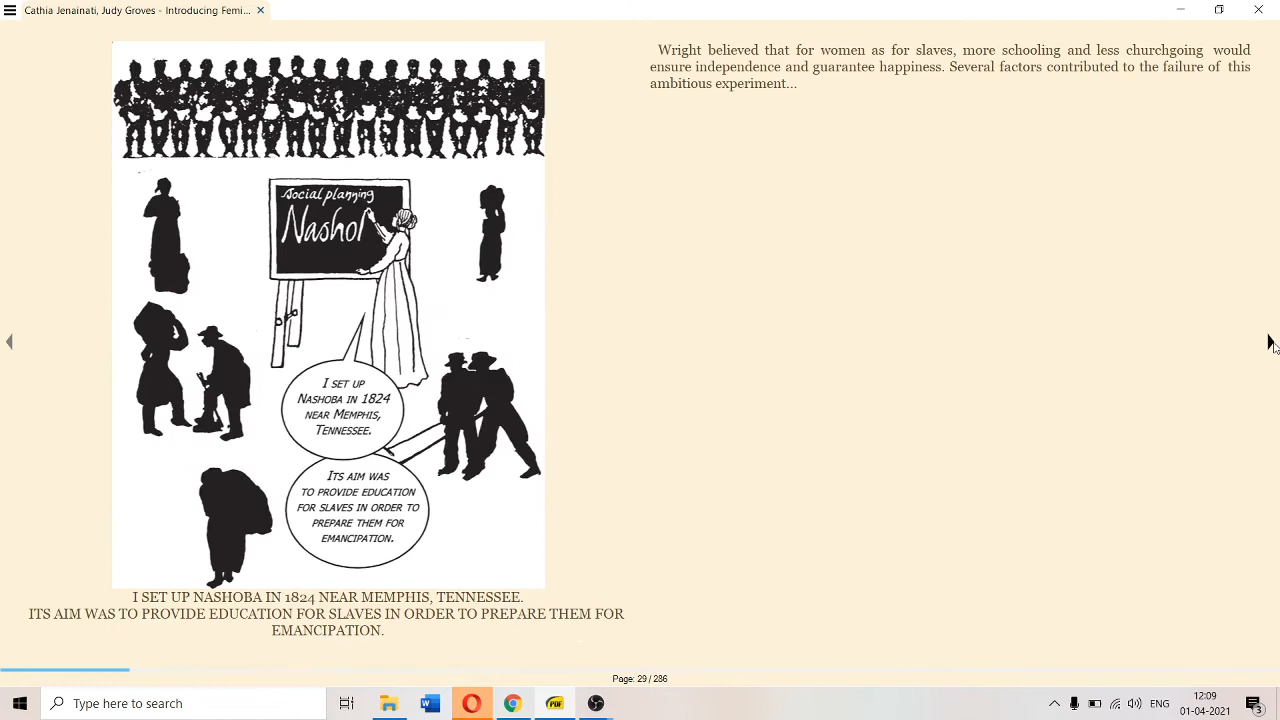 Cathia Jenainati, Judy Groves - Introducing Femi...
Social planning
Nashob
I SET UP
NASHOBA IN 1824
NEAR MEMPHIS,
TENNESSEE.
ITS AIM WAS
TO PROVIDE EDUCATION
FOR SLAVES IN ORDER TO
PREPARE THEM FOR
EMANCIPATION.
I SET UP NASHOBA IN 1824 NEAR MEMPHIS, TENNESSEE.
ITS AIM WAS TO PROVIDE EDUCATION FOR SLAVES IN ORDER TO PREPARE THEM FOR
EMANCIPATION.
Wright believed that for women as for slaves, more schooling and less churchgoing would
ensure independence and guarantee happiness. Several factors contributed to the failure of this
ambitious experiment...
Page: 29 / 286
Type here to search
W
PDF
ENG
12:09
01-04-2021
3